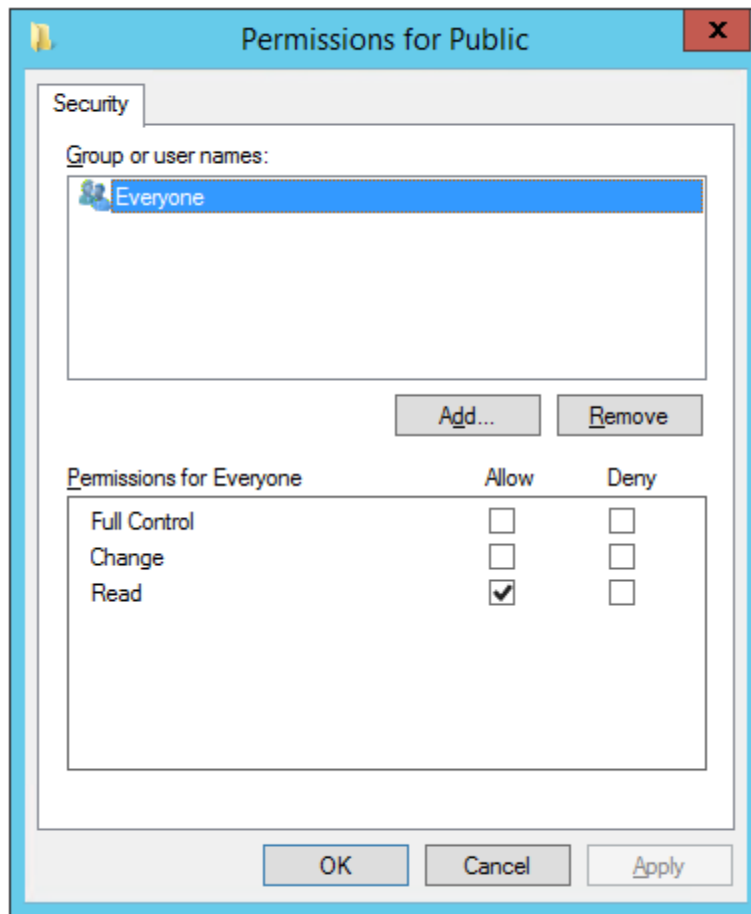 Permissions for Public
x
Security
Group or user names:
Everyone
Add...
Remove
Permissions for Everyone Allow Deny
Full Control
Change
Read
OK
Cancel
Apply